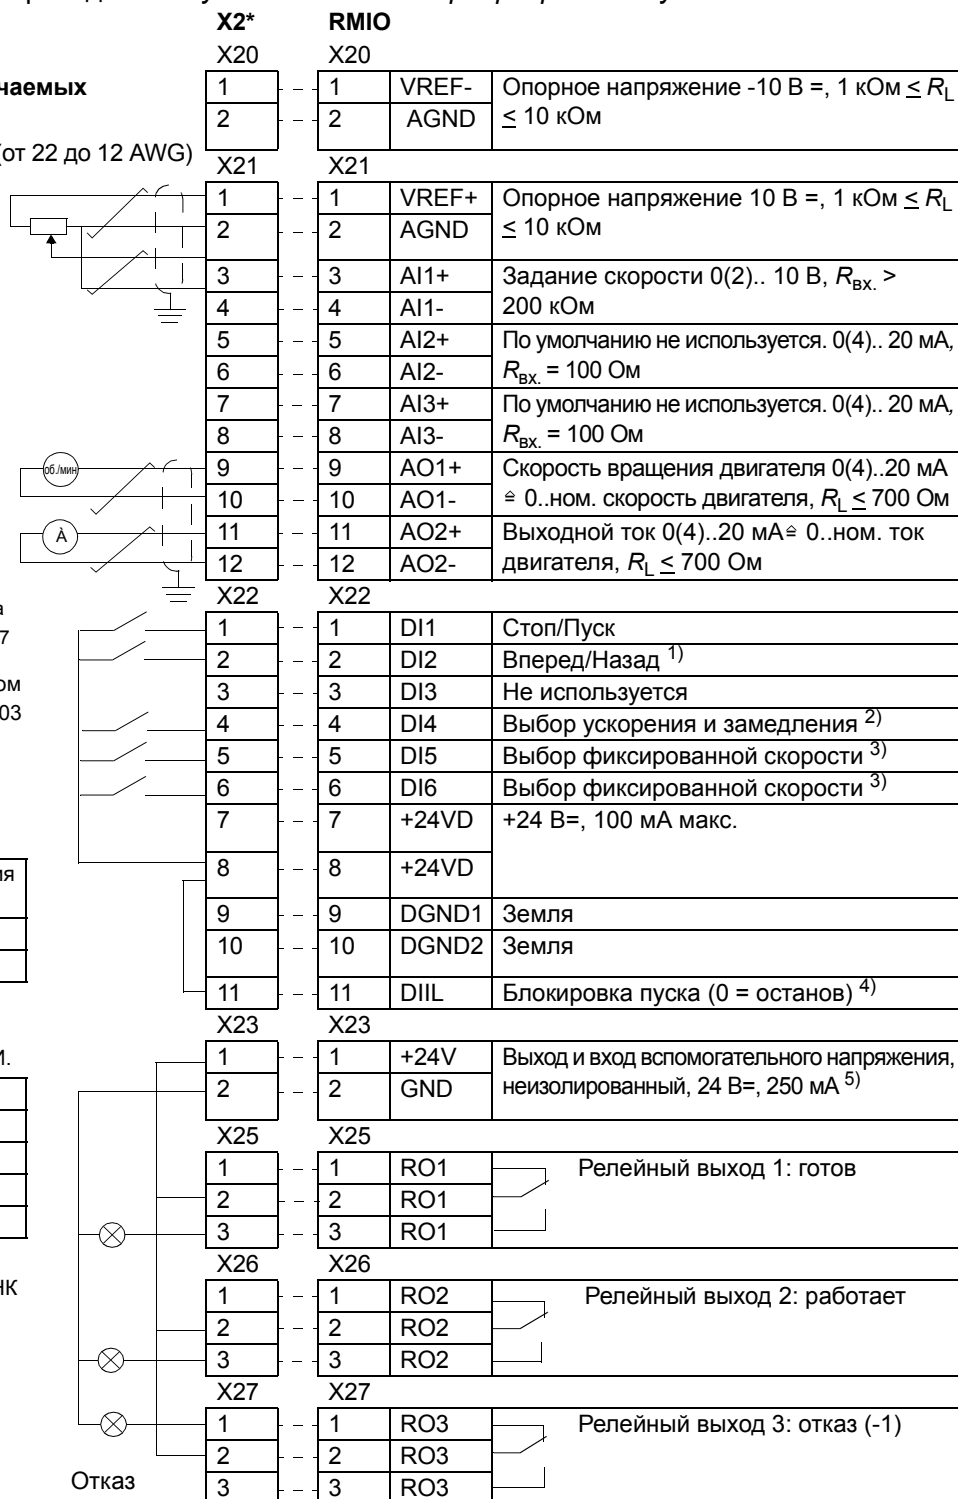 X2* RMIO
X20 X20
чаемых
1 1 VREF- Опорное напряжение -10 В =, 1 кОм ≤ RL
2 2 AGND ≤ 10 кОм
(от 22 до 12 AWG)
X21 X21
1 1 VREF+ Опорное напряжение 10 В =, 1 кОм ≤ RL
2 2 AGND ≤ 10 кОм
3 3 AI1+ Задание скорости 0(2).. 10 В, Rвх. >
4 4 AI1- 200 кОм
5 5 AI2+ По умолчанию не используется. 0(4).. 20 мА,
6 6 AI2- Rвх. = 100 Ом
7 7 AI3+ По умолчанию не используется. 0(4).. 20 мА,
8 8 AI3- Rвх. = 100 Ом
об./мин 9 9 AO1+ Скорость вращения двигателя 0(4)..20 мА
10 10 AO1- ≙ 0..ном. скорость двигателя, RL ≤ 700 Ом
À 11 11 AO2+ Выходной ток 0(4)..20 мА ≙ 0..ном. ток
12 12 AO2- двигателя, RL ≤ 700 Ом
X22 X22
а
1 1 DI1 Стоп/Пуск
7
2 2 DI2 Вперед/Назад 1)
ом
3 3 DI3 Не используется
03
4 4 DI4 Выбор ускорения и замедления 2)
5 5 DI5 Выбор фиксированной скорости 3)
6 6 DI6 Выбор фиксированной скорости 3)
7 7 +24VD +24 В=, 100 мА макс.
8 8 +24VD
ия
9 9 DGND1 Земля
10 10 DGND2 Земля
11 11 DIIL Блокировка пуска (0 = останов) 4)
X23 X23
1 1 +24V Выход и вход вспомогательного напряжения,
2 2 GND неизолированный, 24 В=, 250 мА 5)
X25 X25
1 1 RO1 Релейный выход 1: готов
2 2 RO1
3 3 RO1
X26 X26
нк
1 1 RO2 Релейный выход 2: работает
2 2 RO2
3 3 RO2
X27 X27
1 1 RO3 Релейный выход 3: отказ (-1)
2 2 RO3
Отказ 3 3 RO3